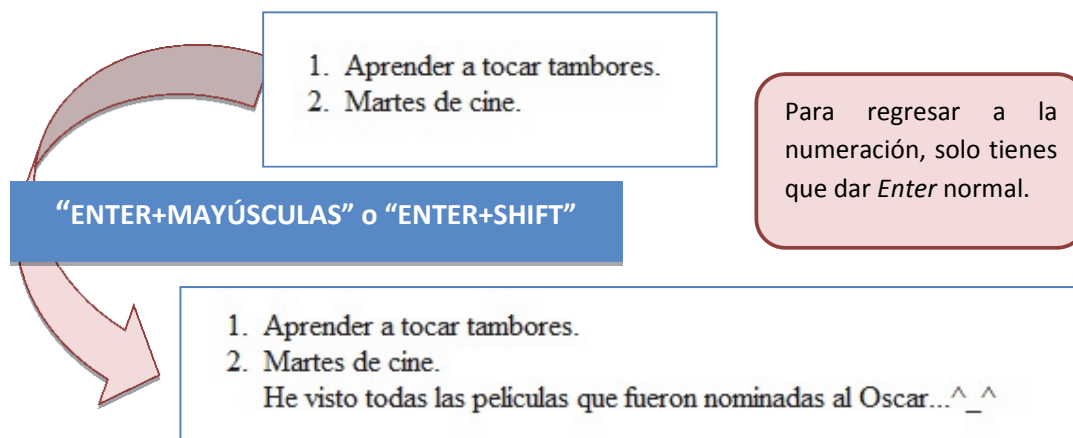 1. Aprender a tocar tambores.
2. Martes de cine.
Para regresar a la
numeración, solo tienes
que dar Enter normal.
“ENTER+MAYÚSCULAS” o “ENTER+SHIFT”
1. Aprender a tocar tambores.
2. Martes de cine.
He visto todas las películas que fueron nominadas al Oscar...^_^